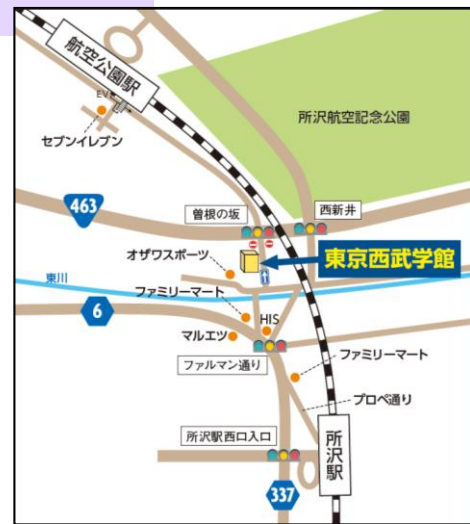 航空公園駅
EV
セブンイレブン
所沢航空記念公園
463
曽根の坂
西新井
オザワスポーツ
東京西武学館
東川
ファミリーマート
6
HIS
マルエツ
ファルマン通り
ファミリーマート
プロペ通り
所沢駅西口入口
所沢駅
337